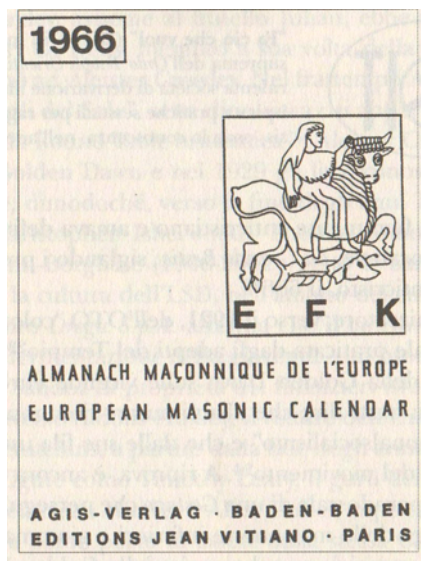 1966
E F K
ALMANACH MAÇONNIQUE DE L'EUROPE
EUROPEAN MASONIC CALENDAR
AGIS-VERLAG · BADEN-BADEN
EDITIONS JEAN VITIANO · PARIS